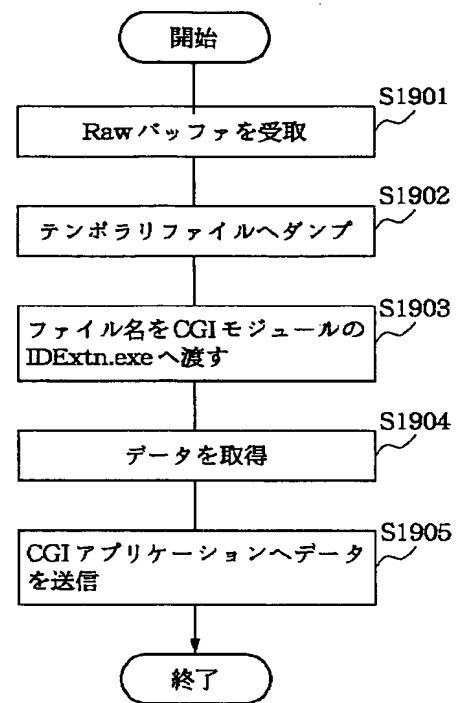 開始
S1901
Rawバッファを受取
S1902
テンポラリファイルへダンプ
S1903
ファイル名をCGIモジュールの
IDExtn.exeへ渡す
S1904
データを取得
S1905
CGIアプリケーションへデータ
を送信
終了